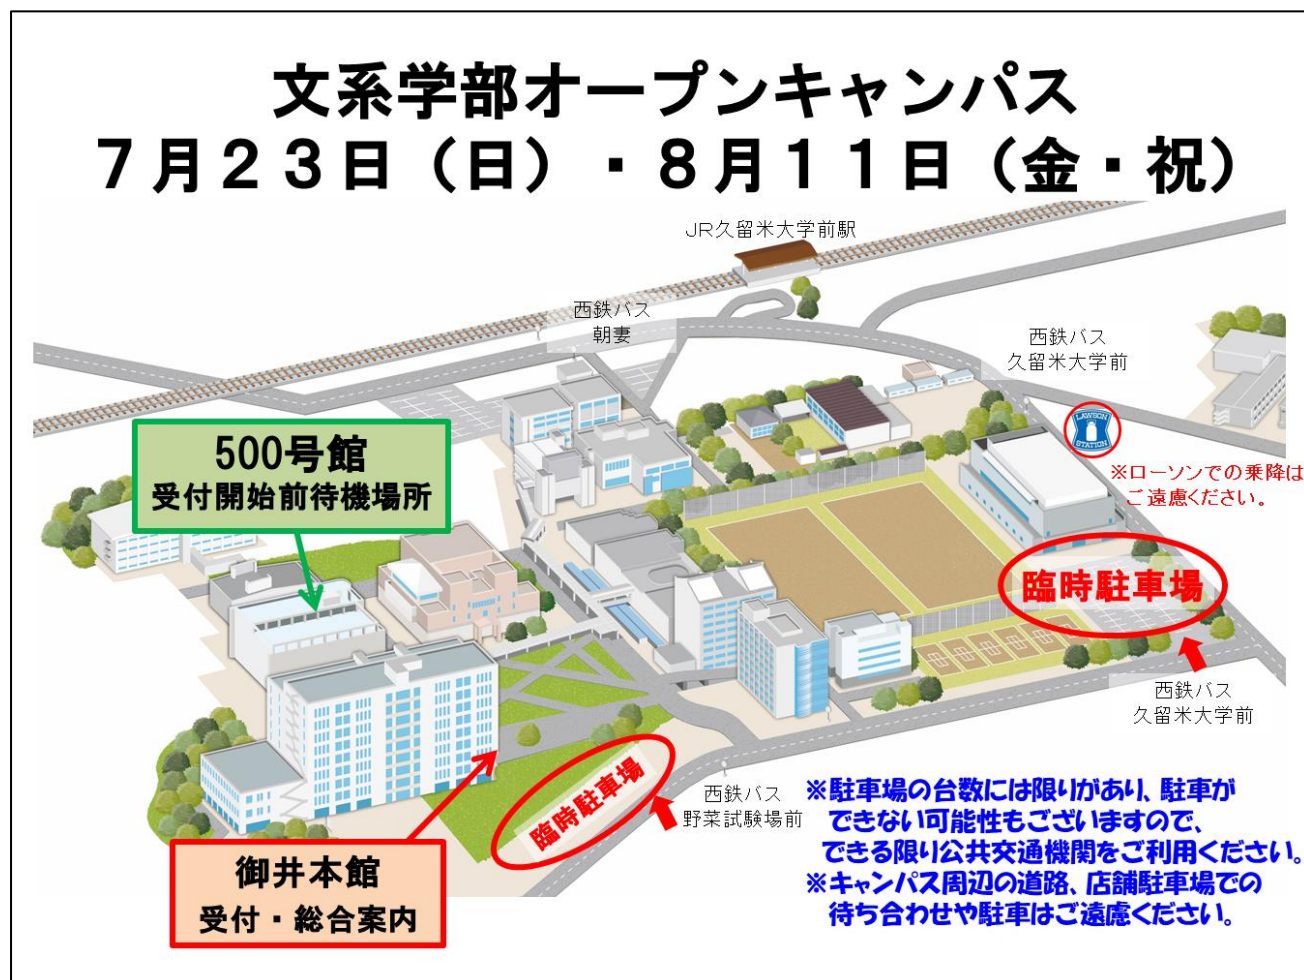 文系学部オープンキャンパス
７月２３日（日）・８月１１日（金・祝）
JR久留米大学前駅
西鉄バス
朝妻
西鉄バス
久留米大学前
LAWSON
STATION
※ローソンでの乗降は
ご遠慮ください。
500号館
受付開始前待機場所
臨時駐車場
西鉄バス
久留米大学前
臨時駐車場
西鉄バス
野菜試験場前
御井本館
受付・総合案内
※駐車場の台数には限りがあり、駐車が
できない可能性もございますので、
できる限り公共交通機関をご利用ください。
※キャンパス周辺の道路、店舗駐車場での
待ち合わせや駐車はご遠慮ください。